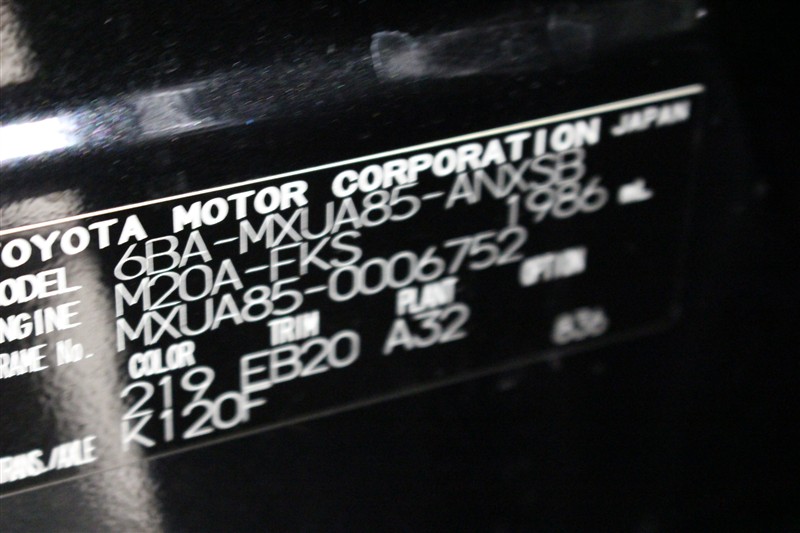 TOYOTA MOTOR CORPORATION JAPAN
MODEL 6BA-MXUA85-ANXSB
ENGINE M20A-FKS 1986 mL
FRAME No. MXUA85-0006752
COLOR TRIM PLANT OPTION
219 EB20 A32 836
TRANS./AXLE K120F